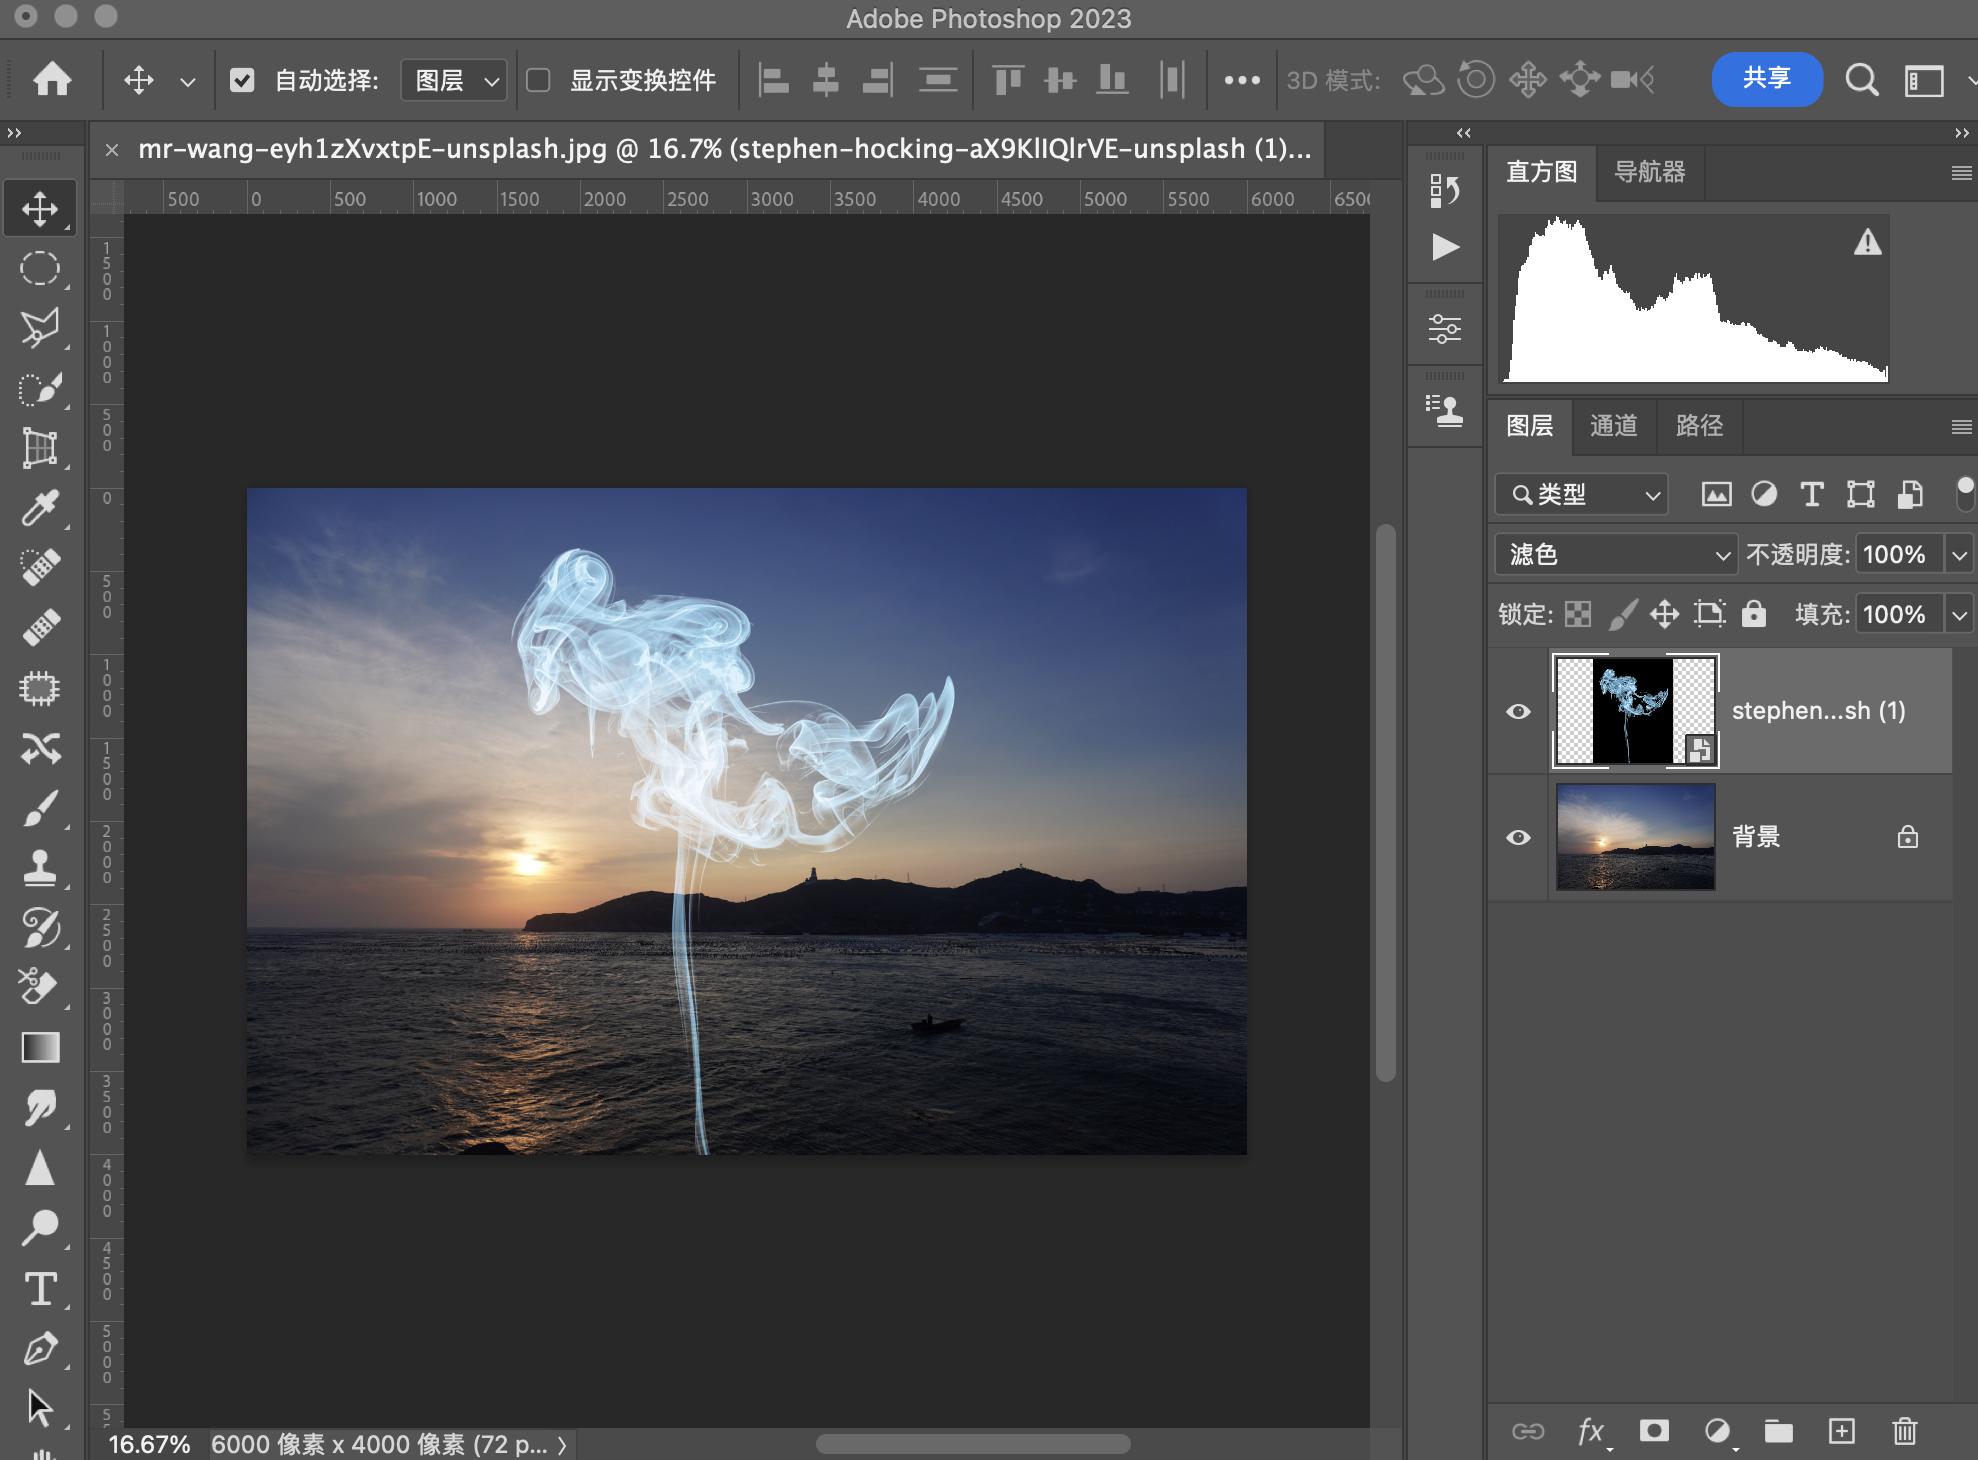 Adobe Photoshop 2023
自动选择: 图层 显示变换控件 3D 模式: 共享
mr-wang-eyh1zXvxtpE-unsplash.jpg @ 16.7% (stephen-hocking-aX9KlIQlrVE-unsplash (1)...
500 0 500 1000 1500 2000 2500 3000 3500 4000 4500 5000 5500 6000 650
1500
1000
500
0
500
1000
1500
2000
2500
3000
3500
4000
4500
5000
5
直方图 导航器
图层 通道 路径
类型
滤色 不透明度: 100%
锁定: 填充: 100%
stephen...sh (1)
背景
fx
16.67% 6000 像素 x 4000 像素 (72 p...